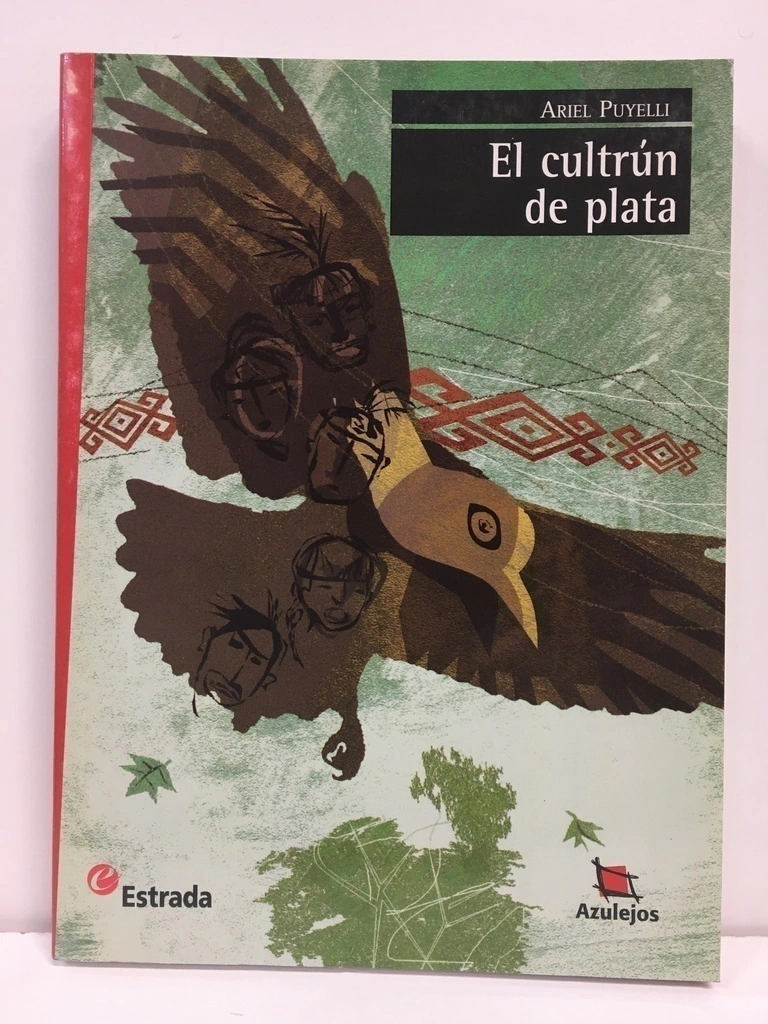 ARIEL PUYELLI
El cultrún
de plata
Estrada
Azulejos